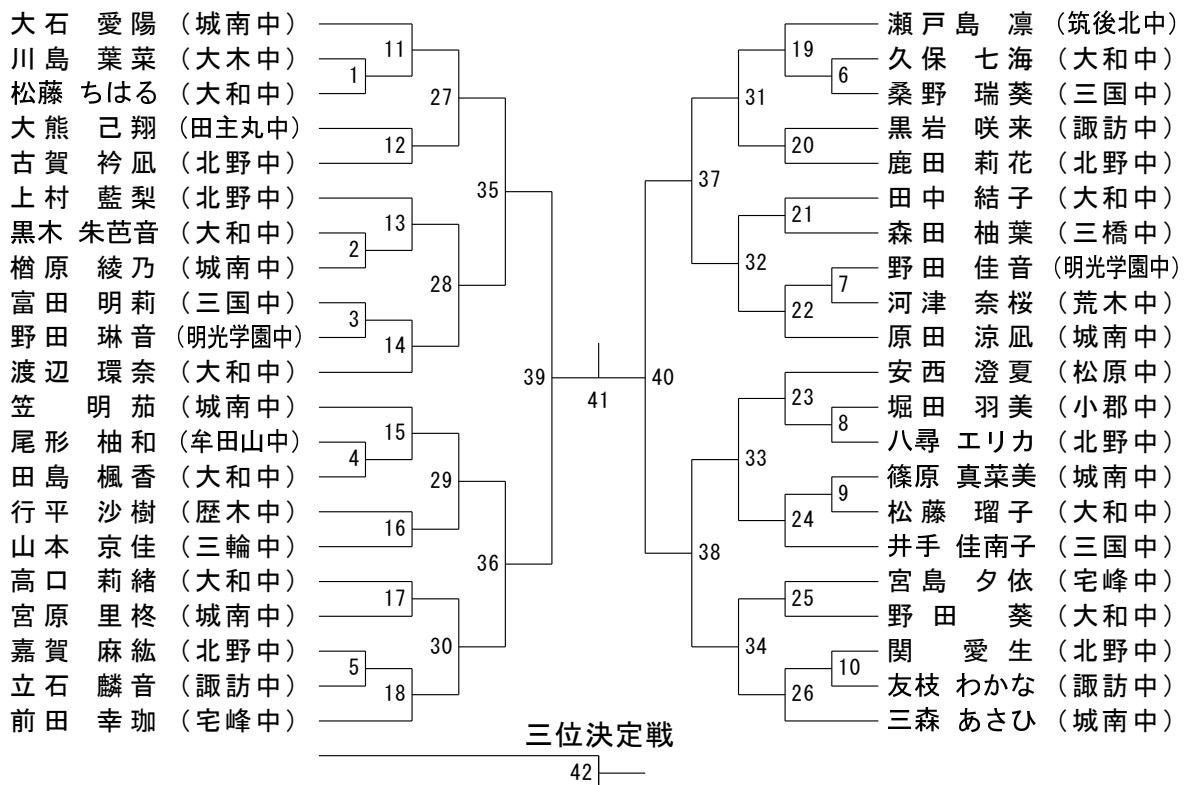 大石 愛陽 (城南中)
川島 葉菜 (大木中)
松藤 ちはる (大和中)
大熊 己翔 (田主丸中)
古賀 衿凪 (北野中)
上村 藍梨 (北野中)
黒木 朱芭音 (大和中)
楢原 綾乃 (城南中)
富田 明莉 (三国中)
野田 琳音 (明光学園中)
渡辺 環奈 (大和中)
笠 明茄 (城南中)
尾形 柚和 (牟田山中)
田島 楓香 (大和中)
行平 沙樹 (歴木中)
山本 京佳 (三輪中)
高口 莉緒 (大和中)
宮原 里柊 (城南中)
嘉賀 麻紘 (北野中)
立石 麟音 (諏訪中)
前田 幸珈 (宅峰中)
1
2
3
4
5
11
12
13
14
15
16
17
18
27
28
29
30
35
36
39
41
40
37
38
31
32
33
34
19
20
21
22
23
24
25
26
6
7
8
9
10
瀬戸島 凛 (筑後北中)
久保 七海 (大和中)
桑野 瑞葵 (三国中)
黒岩 咲来 (諏訪中)
鹿田 莉花 (北野中)
田中 結子 (大和中)
森田 柚葉 (三橋中)
野田 佳音 (明光学園中)
河津 奈桜 (荒木中)
原田 涼凪 (城南中)
安西 澄夏 (松原中)
堀田 羽美 (小郡中)
八尋 エリカ (北野中)
篠原 真菜美 (城南中)
松藤 瑠子 (大和中)
井手 佳南子 (三国中)
宮島 夕依 (宅峰中)
野田 葵 (大和中)
関 愛生 (北野中)
友枝 わかな (諏訪中)
三森 あさひ (城南中)
三位決定戦
42